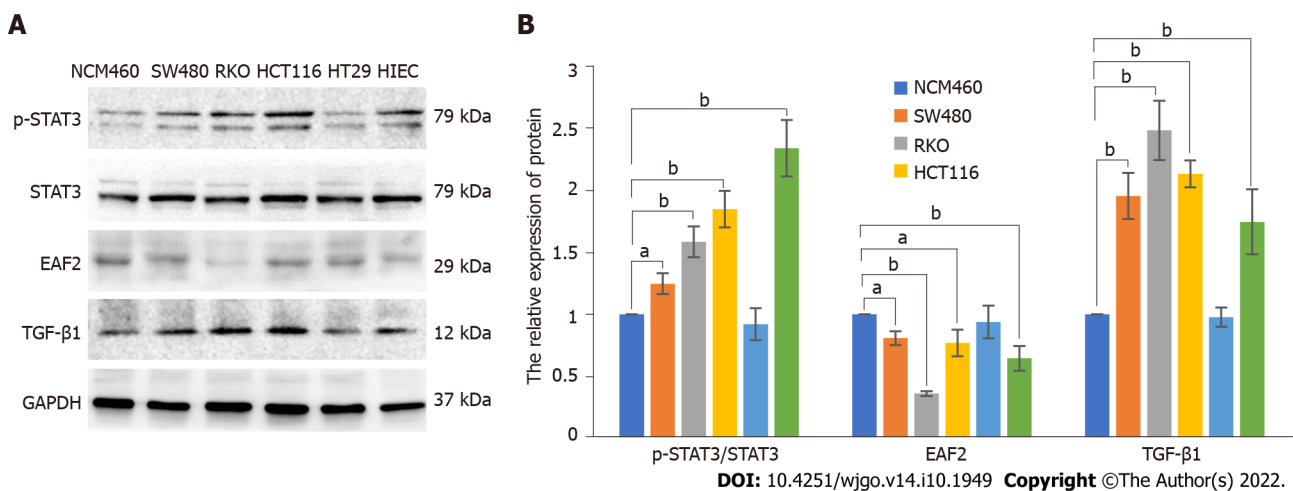 A
NCM460 SW480 RKO HCT116 HT29 HIEC
p-STAT3 79 kDa
STAT3 79 kDa
EAF2 29 kDa
TGF-β1 12 kDa
GAPDH 37 kDa
B
The relative expression of protein
3
2.5
2
1.5
1
0.5
0
NCM460
SW480
RKO
HCT116
a
b
b
b
a
b
a
b
b
b
b
b
p-STAT3/STAT3 EAF2 TGF-β1
DOI: 10.4251/wjgo.v14.i10.1949 Copyright ©The Author(s) 2022.